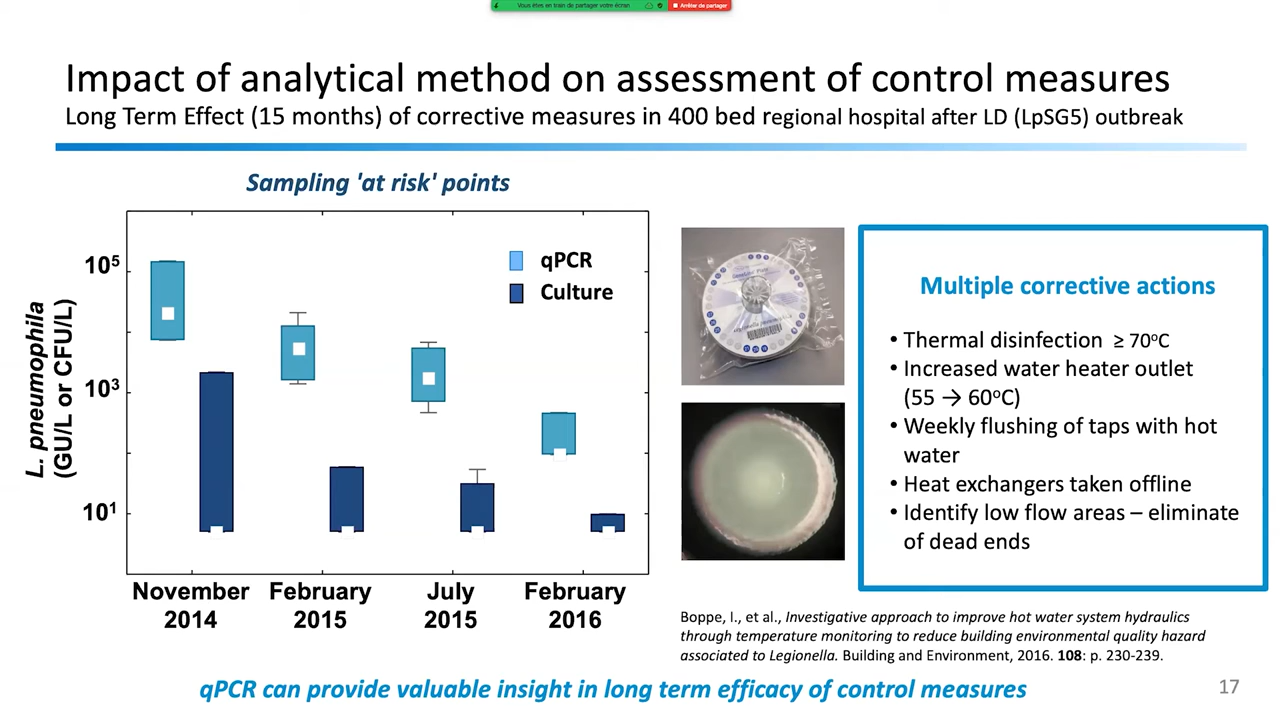 Vous êtes en train de partager votre écran
Arrêter de partager
Impact of analytical method on assessment of control measures
Long Term Effect (15 months) of corrective measures in 400 bed regional hospital after LD (LpSG5) outbreak
Sampling 'at risk' points
qPCR
Culture
L. pneumophila
(GU/L or CFU/L)
10⁵
10³
10¹
November 2014
February 2015
July 2015
February 2016
Multiple corrective actions
• Thermal disinfection ≥ 70ᵒC
• Increased water heater outlet
(55 → 60ᵒC)
• Weekly flushing of taps with hot
water
• Heat exchangers taken offline
• Identify low flow areas – eliminate
of dead ends
Boppe, I., et al., Investigative approach to improve hot water system hydraulics
through temperature monitoring to reduce building environmental quality hazard
associated to Legionella. Building and Environment, 2016. 108: p. 230-239.
qPCR can provide valuable insight in long term efficacy of control measures
17